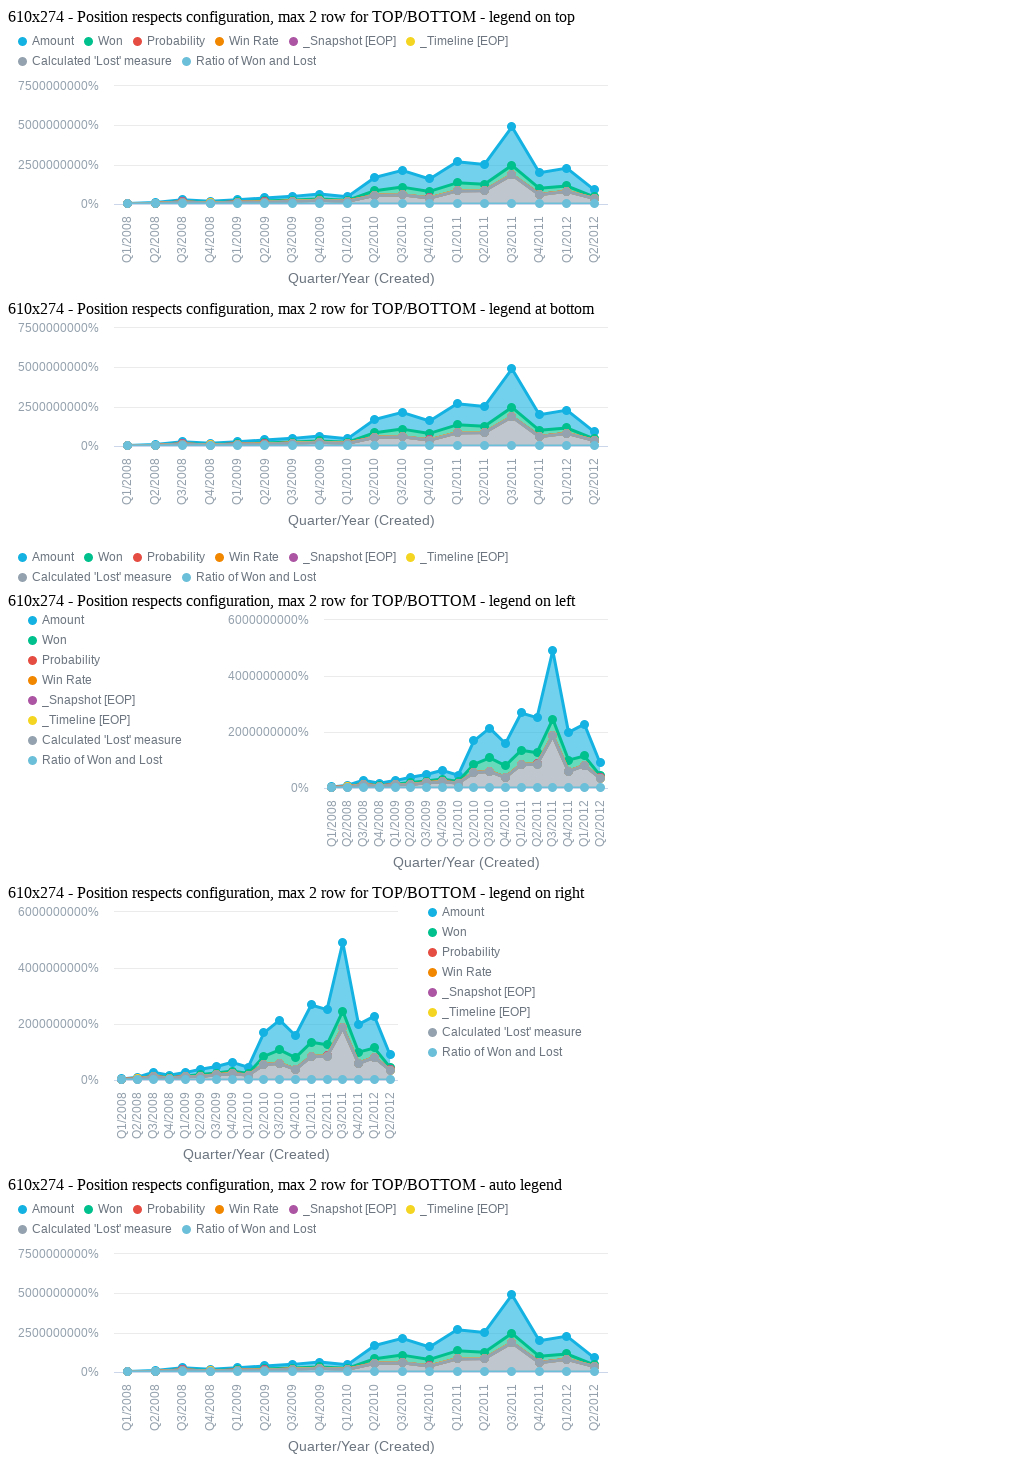 610x274 - Position respects configuration, max 2 row for TOP/BOTTOM - legend on top
Amount Won Probability Win Rate _Snapshot [EOP] _Timeline [EOP]
Calculated 'Lost' measure Ratio of Won and Lost
7500000000%
5000000000%
2500000000%
0%
Q1/2008 Q2/2008 Q3/2008 Q4/2008 Q1/2009 Q2/2009 Q3/2009 Q4/2009 Q1/2010 Q2/2010 Q3/2010 Q4/2010 Q1/2011 Q2/2011 Q3/2011 Q4/2011 Q1/2012 Q2/2012
Quarter/Year (Created)
610x274 - Position respects configuration, max 2 row for TOP/BOTTOM - legend at bottom
7500000000%
5000000000%
2500000000%
0%
Q1/2008 Q2/2008 Q3/2008 Q4/2008 Q1/2009 Q2/2009 Q3/2009 Q4/2009 Q1/2010 Q2/2010 Q3/2010 Q4/2010 Q1/2011 Q2/2011 Q3/2011 Q4/2011 Q1/2012 Q2/2012
Quarter/Year (Created)
Amount Won Probability Win Rate _Snapshot [EOP] _Timeline [EOP]
Calculated 'Lost' measure Ratio of Won and Lost
610x274 - Position respects configuration, max 2 row for TOP/BOTTOM - legend on left
Amount
Won
Probability
Win Rate
_Snapshot [EOP]
_Timeline [EOP]
Calculated 'Lost' measure
Ratio of Won and Lost
6000000000%
4000000000%
2000000000%
0%
Q1/2008 Q2/2008 Q3/2008 Q4/2008 Q1/2009 Q2/2009 Q3/2009 Q4/2009 Q1/2010 Q2/2010 Q3/2010 Q4/2010 Q1/2011 Q2/2011 Q3/2011 Q4/2011 Q1/2012 Q2/2012
Quarter/Year (Created)
610x274 - Position respects configuration, max 2 row for TOP/BOTTOM - legend on right
6000000000%
4000000000%
2000000000%
0%
Q1/2008 Q2/2008 Q3/2008 Q4/2008 Q1/2009 Q2/2009 Q3/2009 Q4/2009 Q1/2010 Q2/2010 Q3/2010 Q4/2010 Q1/2011 Q2/2011 Q3/2011 Q4/2011 Q1/2012 Q2/2012
Quarter/Year (Created)
Amount
Won
Probability
Win Rate
_Snapshot [EOP]
_Timeline [EOP]
Calculated 'Lost' measure
Ratio of Won and Lost
610x274 - Position respects configuration, max 2 row for TOP/BOTTOM - auto legend
Amount Won Probability Win Rate _Snapshot [EOP] _Timeline [EOP]
Calculated 'Lost' measure Ratio of Won and Lost
7500000000%
5000000000%
2500000000%
0%
Q1/2008 Q2/2008 Q3/2008 Q4/2008 Q1/2009 Q2/2009 Q3/2009 Q4/2009 Q1/2010 Q2/2010 Q3/2010 Q4/2010 Q1/2011 Q2/2011 Q3/2011 Q4/2011 Q1/2012 Q2/2012
Quarter/Year (Created)